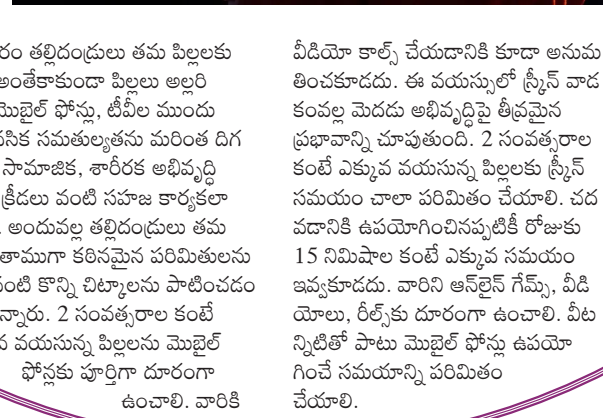 రం తల్లిదండ్రులు తమ పిల్లలకు
అంతేకాకుండా పిల్లలు అల్లరి
మొబైల్ ఫోన్లు, టీవీల ముందు
సిక సమతుల్యతను మరింత దిగ
సామాజిక, శారీరక అభివృద్ధి
క్రీడలు వంటి సహజ కార్యకలా
. అందువల్ల తల్లిదండ్రులు తమ
తాముగా కఠినమైన పరిమితులను
వంటి కొన్ని చిట్కాలను పాటించడం
న్నారు. 2 సంవత్సరాల కంటే
వయసున్న పిల్లలను మొబైల్
ఫోన్లకు పూర్తిగా దూరంగా
ఉంచాలి. వారికి
వీడియో కాల్స్ చేయడానికి కూడా అనుమ
తించకూడదు. ఈ వయస్సులో స్క్రీన్ వాడ
కంవల్ల మెదడు అభివృద్ధిపై తీవ్రమైన
ప్రభావాన్ని చూపుతుంది. 2 సంవత్సరాల
కంటే ఎక్కువ వయసున్న పిల్లలకు స్క్రీన్
సమయం చాలా పరిమితం చేయాలి. చద
వడానికి ఉపయోగించినప్పటికీ రోజుకు
15 నిమిషాల కంటే ఎక్కువ సమయం
ఇవ్వకూడదు. వారిని ఆన్‌లైన్ గేమ్స్, వీడి
యోలు, రీల్స్‌కు దూరంగా ఉంచాలి. వీట
న్నిటితో పాటు మొబైల్ ఫోన్లు ఉపయో
గించే సమయాన్ని పరిమితం
చేయాలి.